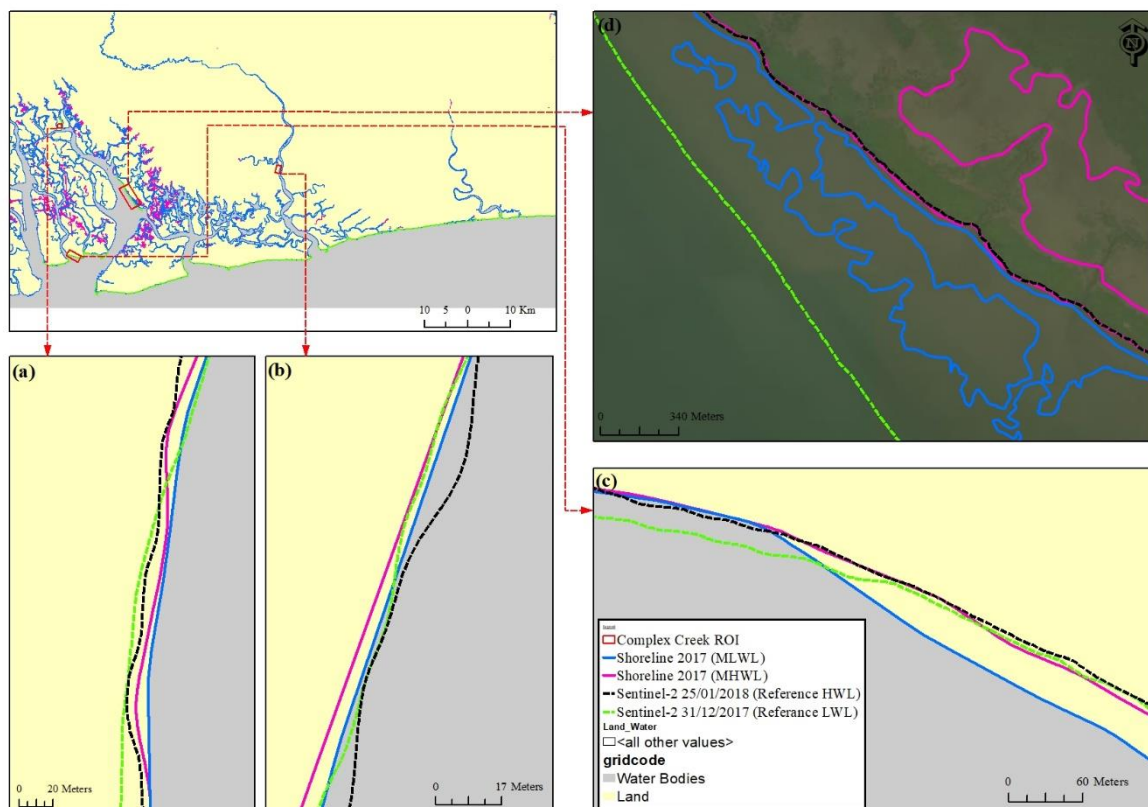 10 5 0 10 Km
(d)
N
0 340 Meters
(a)
0 20 Meters
(b)
0 17 Meters
(c)
Complex Creek ROI
Shoreline 2017 (MLWL)
Shoreline 2017 (MHWL)
Sentinel-2 25/01/2018 (Reference HWL)
Sentinel-2 31/12/2017 (Referance LWL)
Land_Water
<all other values>
gridcode
Water Bodies
Land
0 60 Meters